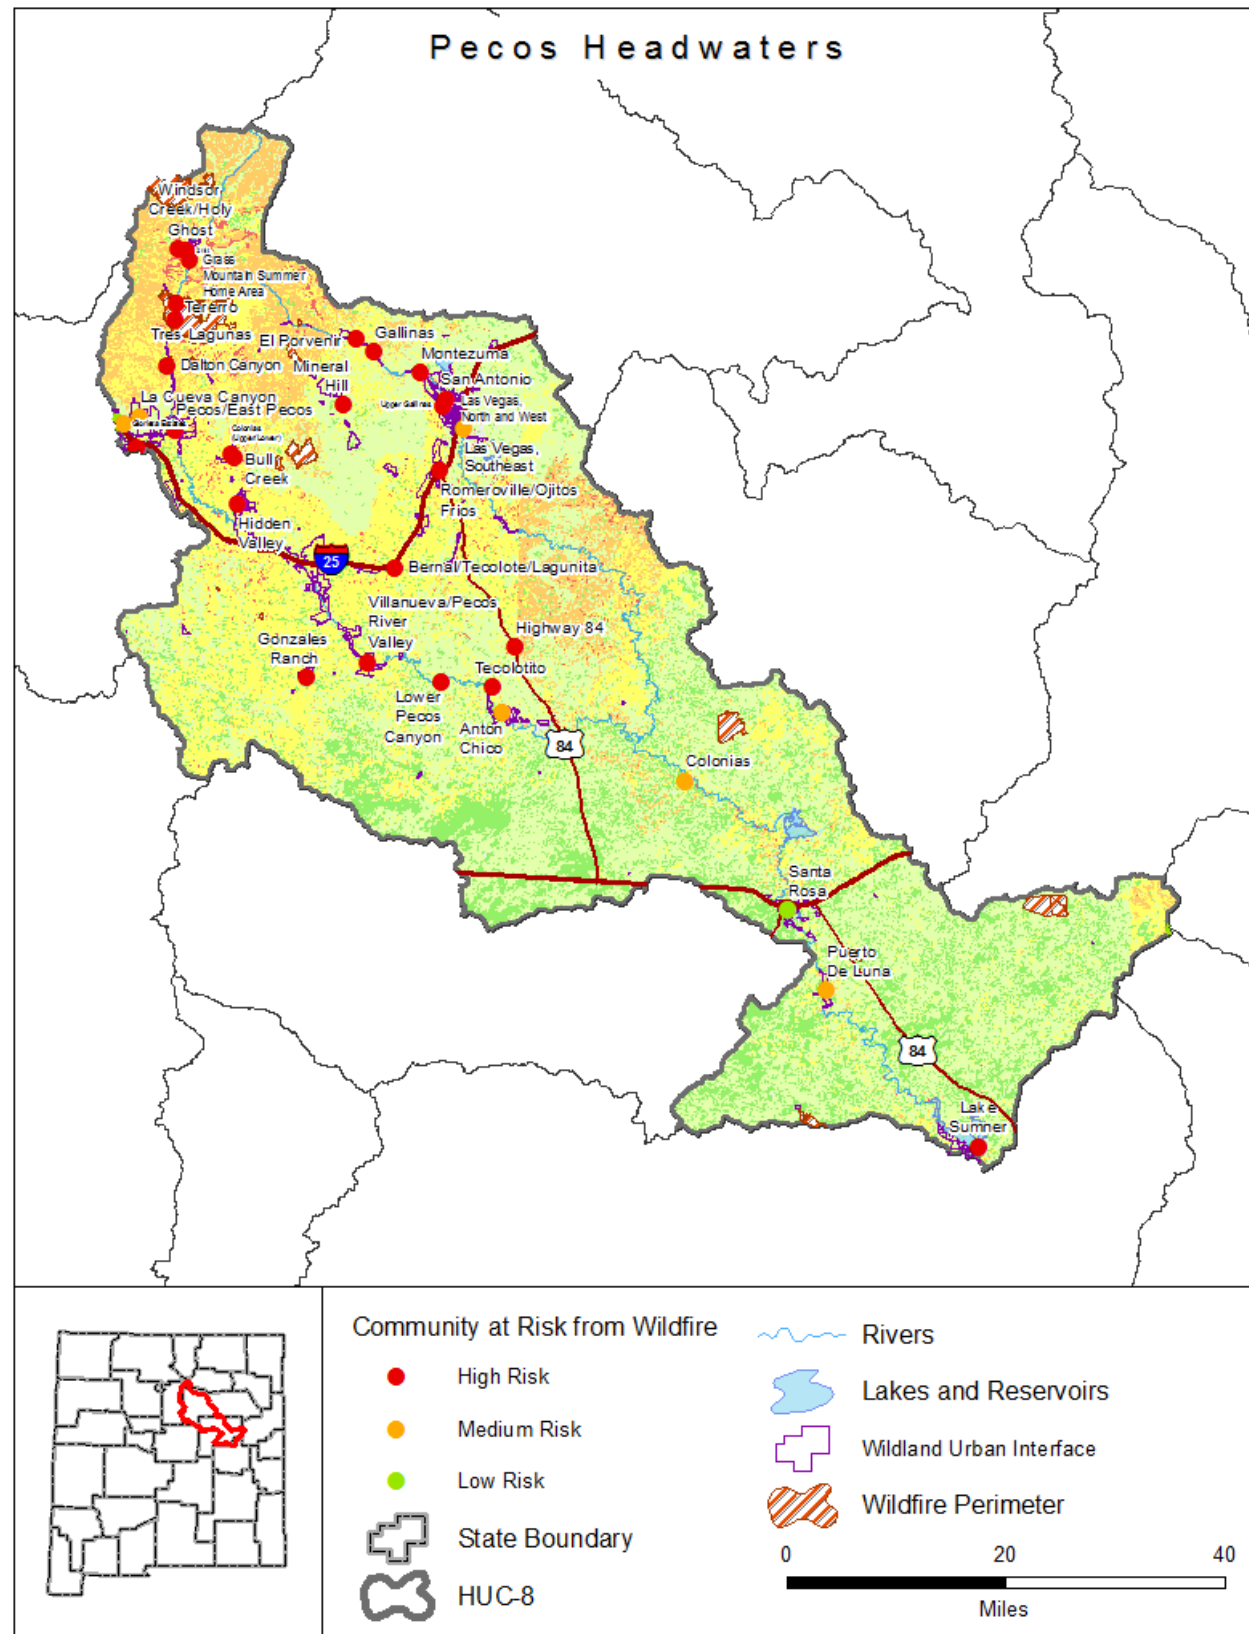 Pecos Headwaters
Windsor
Creek/Holy
Ghost
Grass
Mountain Summer
Home Area
Tererro
Tres Lagunas
El Porvenir
Gallinas
Montezuma
Dalton Canyon
Mineral
Hill
San Antonio
La Cueva Canyon
Upper Gallinas
Las Vegas,
North and West
Pecos/East Pecos
Glorieta Estates
Colonias
(Upper Lower)
Las Vegas,
Southeast
Bull
Creek
Romeroville/Ojitos
Frios
Hidden
Valley
25
Bernal/Tecolote/Lagunita
Villanueva/Pecos
River
Valley
Highway 84
Gonzales
Ranch
Tecolotito
Lower
Pecos
Canyon
Anton
Chico
84
Colonias
Santa
Rosa
Puerto
De Luna
84
Lake
Sumner
Community at Risk from Wildfire
High Risk
Medium Risk
Low Risk
State Boundary
HUC-8
Rivers
Lakes and Reservoirs
Wildland Urban Interface
Wildfire Perimeter
0 20 40
Miles